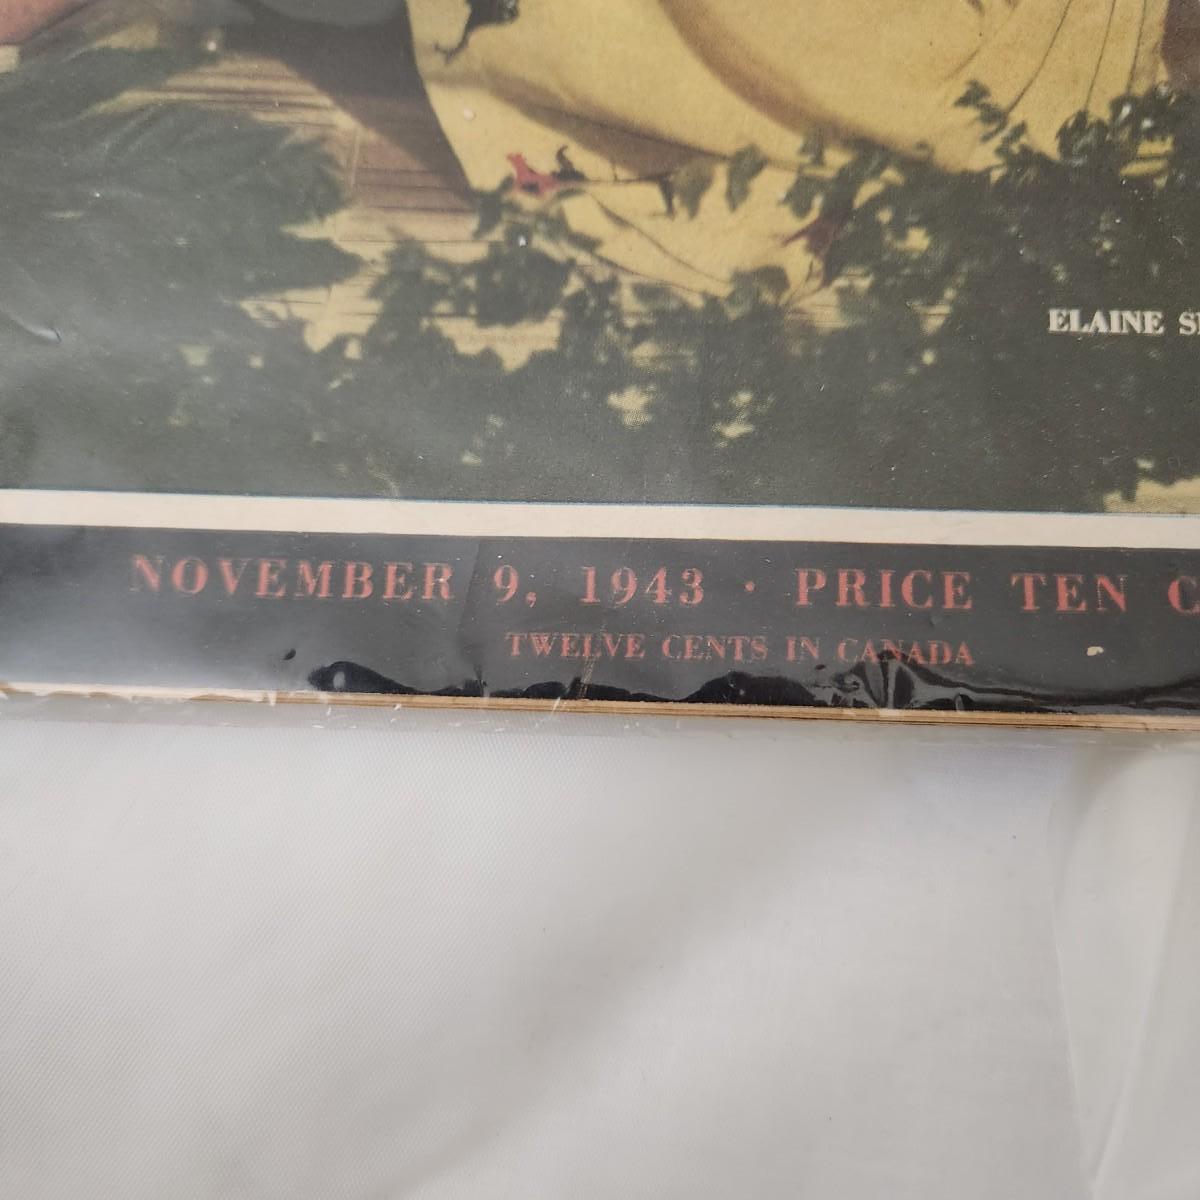 ELAINE
NOVEMBER 9, 1943 · PRICE TEN
TWELVE CENTS IN CANADA